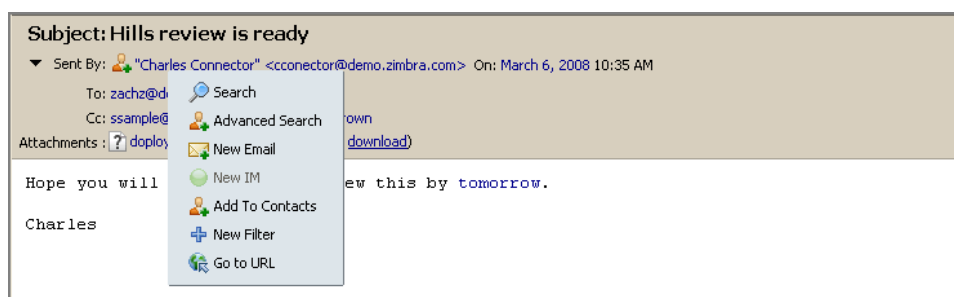 Subject: Hills review is ready
Sent By: "Charles Connector" <cconector@demo.zimbra.com> On: March 6, 2008 10:35 AM
To: zachz@d
Cc: ssample@ own
Attachments : ? doploy download)
Search
Advanced Search
New Email
New IM
Add To Contacts
New Filter
Go to URL
Hope you will ew this by tomorrow.
Charles